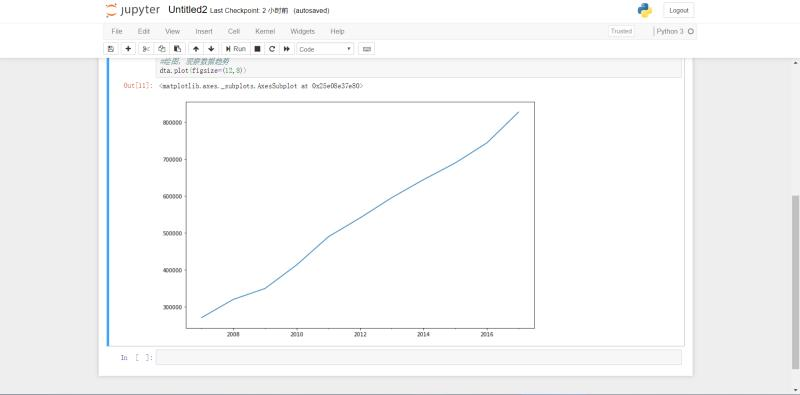 jupyter Untitled2 Last Checkpoint: 2 小时前 (autosaved)
Logout
File Edit View Insert Cell Kernel Widgets Help
Trusted
Python 3
Run
Code
#绘图，观察数据趋势
dta.plot(figsize=(12,8))
Out[11]: <matplotlib.axes._subplots.AxesSubplot at 0x25e08e37e80>
800000
700000
600000
500000
400000
300000
2008 2010 2012 2014 2016
In [ ]: